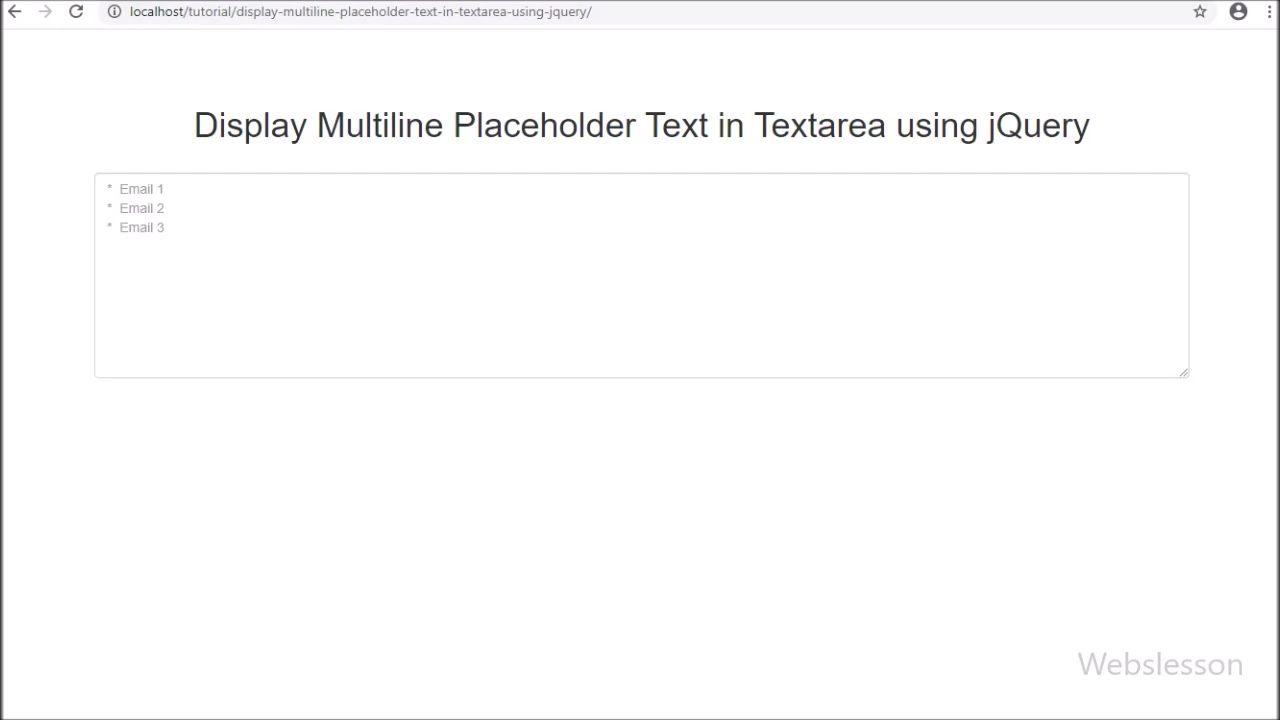 localhost/tutorial/display-multiline-placeholder-text-in-textarea-using-jquery/
Display Multiline Placeholder Text in Textarea using jQuery
* Email 1
* Email 2
* Email 3
Webslesson